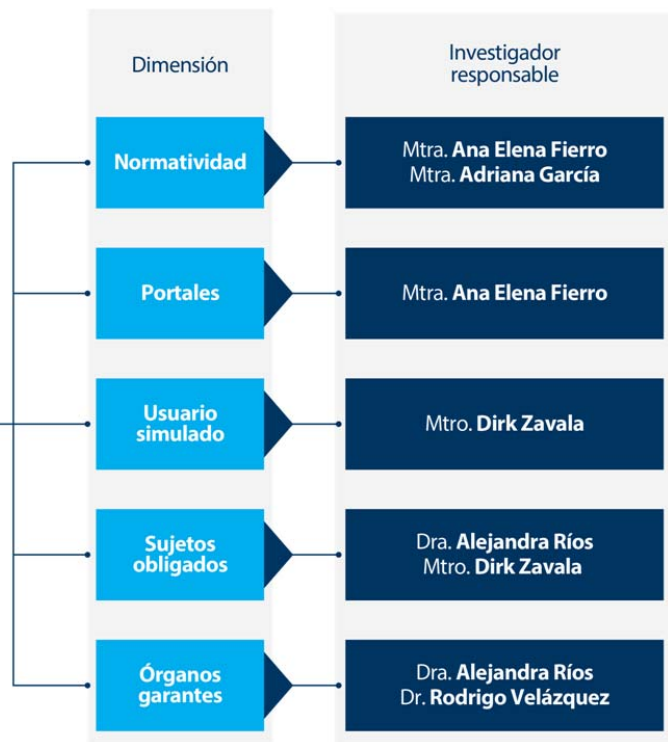 Dimensión
Investigador
responsable
Normatividad
Mtra. Ana Elena Fierro
Mtra. Adriana García
Portales
Mtra. Ana Elena Fierro
Usuario
simulado
Mtro. Dirk Zavala
Sujetos
obligados
Dra. Alejandra Ríos
Mtro. Dirk Zavala
Órganos
garantes
Dra. Alejandra Ríos
Dr. Rodrigo Velázquez